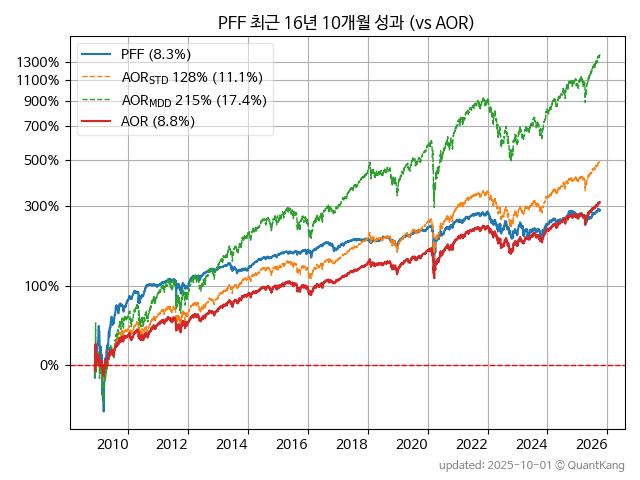 PFF 최근 16년 10개월 성과 (vs AOR)
PFF (8.3%)
AOR_STD 128% (11.1%)
AOR_MDD 215% (17.4%)
AOR (8.8%)
1300%
1100%
900%
700%
500%
300%
100%
0%
2010 2012 2014 2016 2018 2020 2022 2024 2026
updated: 2025-10-01 © QuantKang